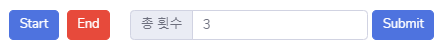 Start End 총 횟수 3 Submit